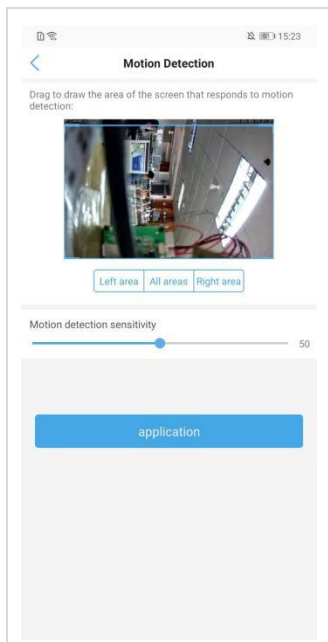 15:23
Motion Detection
Drag to draw the area of the screen that responds to motion
detection:
Left area
All areas
Right area
Motion detection sensitivity
50
application